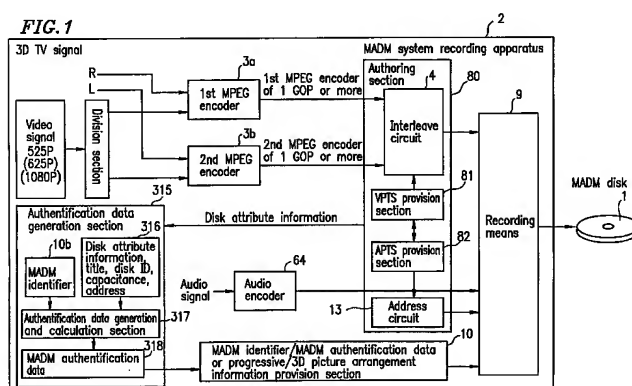 FIG. 1
2
3D TV signal
MADM system recording apparatus
R
L
3a
1st MPEG
encoder
1st MPEG encoder
of 1 GOP or more
Authoring
section
4
80
9
Video
signal
525P
(625P)
(1080P)
Division section
3b
2nd MPEG
encoder
2nd MPEG encoder
of 1 GOP or more
Interleave
circuit
81
VPTS provision
section
82
APTS provision
section
13
Address
circuit
Recording
means
MADM disk
1
315
Authentification data
generation section
316
10b
MADM
identifier
Disk attribute
information,
title, disk ID,
capacitance,
address
Disk attribute information
Audio signal
64
Audio
encoder
Authentification data generation
and calculation section
317
MADM authentification
data
318
10
MADM identifier/MADM authentification data
or progressive/3D picture arrangement
information provision section